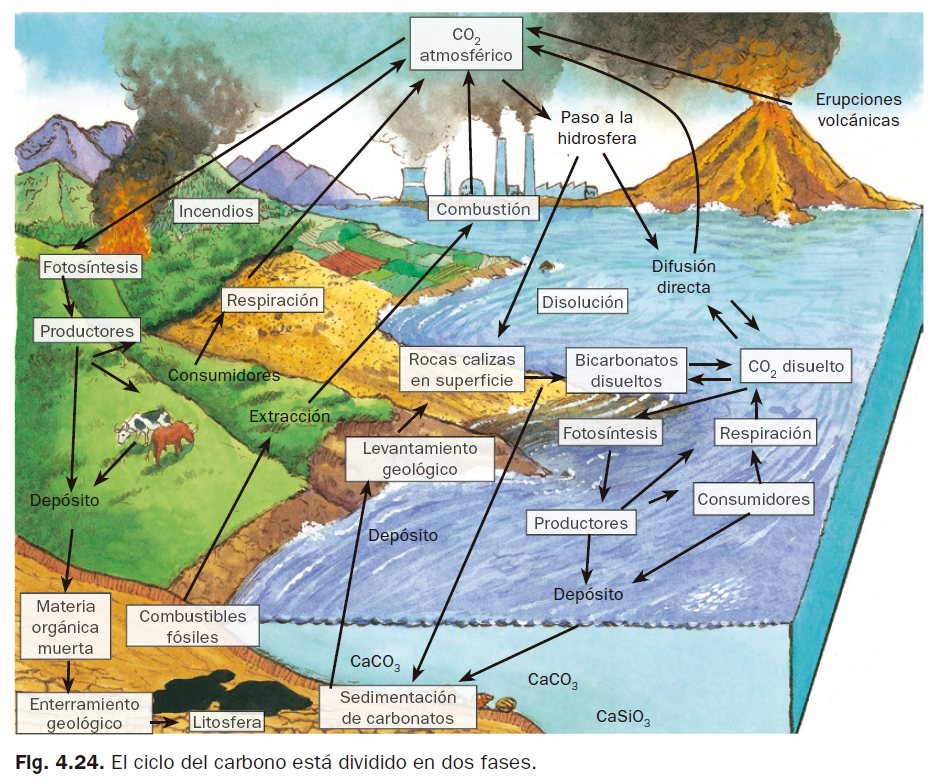 CO₂
atmosférico
Erupciones
volcánicas
Paso a la
hidrosfera
Incendios
Combustión
Fotosíntesis
Difusión
directa
Respiración
Disolución
Productores
Rocas calizas
en superficie
Bicarbonatos
disueltos
CO₂ disuelto
Consumidores
Extracción
Fotosíntesis
Respiración
Levantamiento
geológico
Depósito
Consumidores
Productores
Depósito
Depósito
Materia
orgánica
muerta
Combustibles
fósiles
CaCO₃
CaCO₃
Sedimentación
de carbonatos
Enterramiento
geológico
Litosfera
CaSiO₃
Fig. 4.24. El ciclo del carbono está dividido en dos fases.